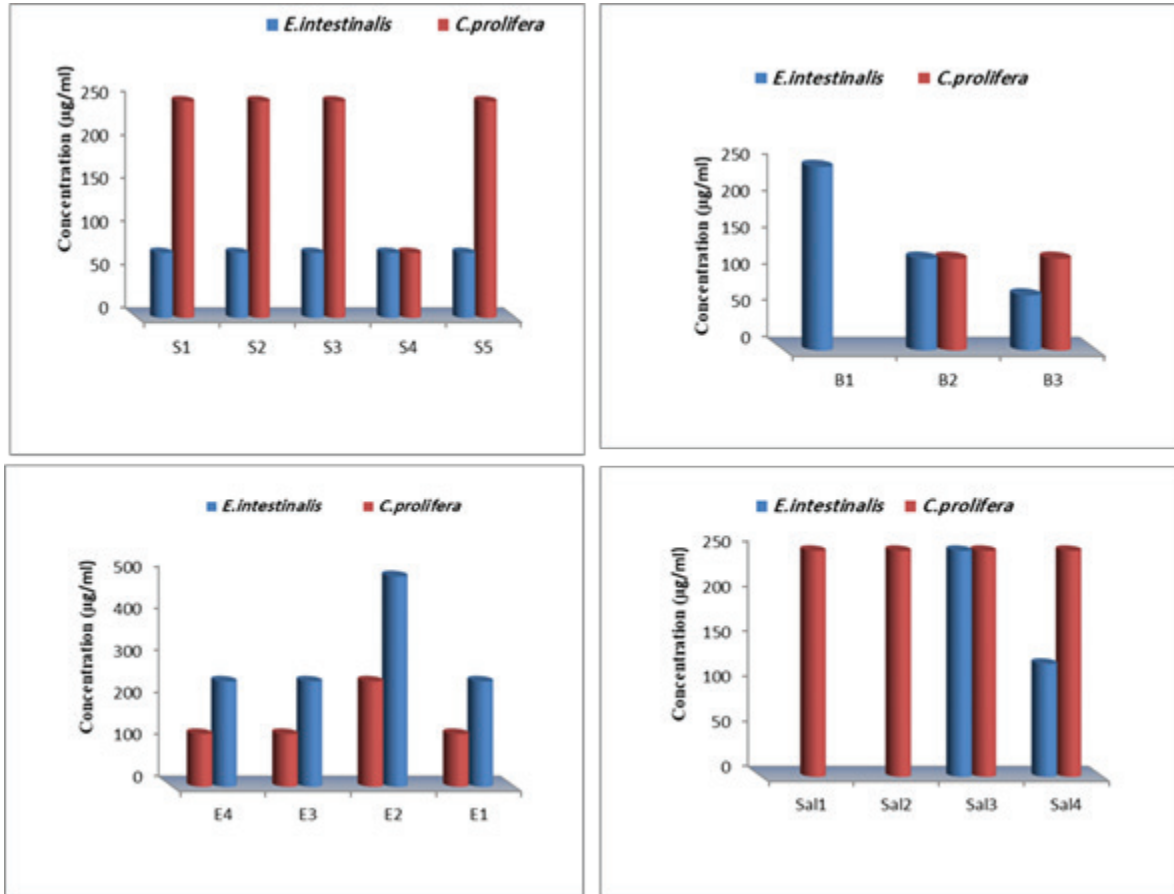 E.intestinalis C.prolifera
Concentration (µg/ml)
250
200
150
100
50
0
S1 S2 S3 S4 S5
E.intestinalis C.prolifera
Concentration (µg/ml)
250
200
150
100
50
0
B1 B2 B3
E.intestinalis C.prolifera
Concentration (µg/ml)
500
400
300
200
100
0
E4 E3 E2 E1
E.intestinalis C.prolifera
Concentration (µg/ml)
250
200
150
100
50
0
Sal1 Sal2 Sal3 Sal4